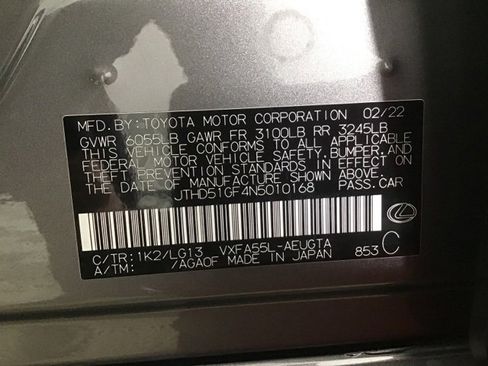 MFD.BY:TOYOTA MOTOR CORPORATION 02/22
GVWR 6055LB GAWR FR 3100LB RR 3245LB
THIS VEHICLE CONFORMS TO ALL APPLICABLE
FEDERAL MOTOR VEHICLE SAFETY,BUMPER,AND
THEFT PREVENTION STANDARDS IN EFFECT ON
THE DATE OF MANUFACTURE SHOWN ABOVE.
JTHD51GF4N5010168 PASS.CAR
C/TR:1K2/LG13 VXFA55L-AEUGTA
A/TM: /AGA0F MADE IN JAPAN 853 C